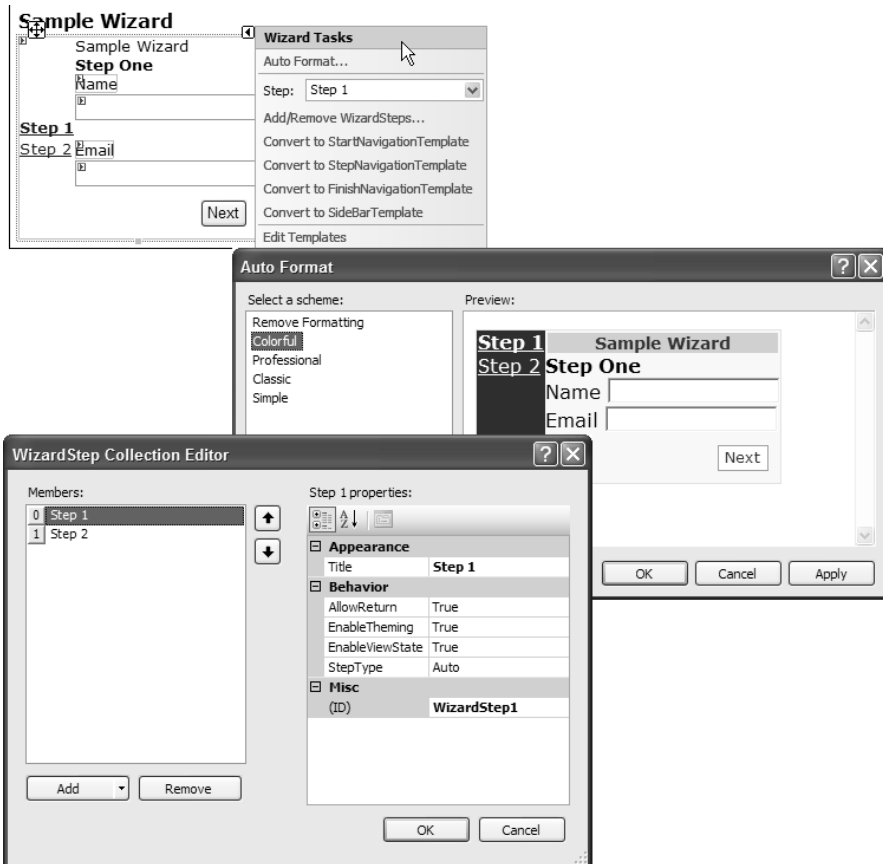 Sample Wizard
Sample Wizard
Step One
Name
Step 1
Step 2 Email
Next
Wizard Tasks
Auto Format...
Step: Step 1
Add/Remove WizardSteps...
Convert to StartNavigationTemplate
Convert to StepNavigationTemplate
Convert to FinishNavigationTemplate
Convert to SideBarTemplate
Edit Templates
Auto Format
Select a scheme:
Remove Formatting
Colorful
Professional
Classic
Simple
Preview:
Step 1 Sample Wizard
Step 2 Step One
Name
Email
Next
OK Cancel Apply
WizardStep Collection Editor
Members:
0 Step 1
1 Step 2
Add Remove
Step 1 properties:
Appearance
Title Step 1
Behavior
AllowReturn True
EnableTheming True
EnableViewState True
StepType Auto
Misc
(ID) WizardStep1
OK Cancel